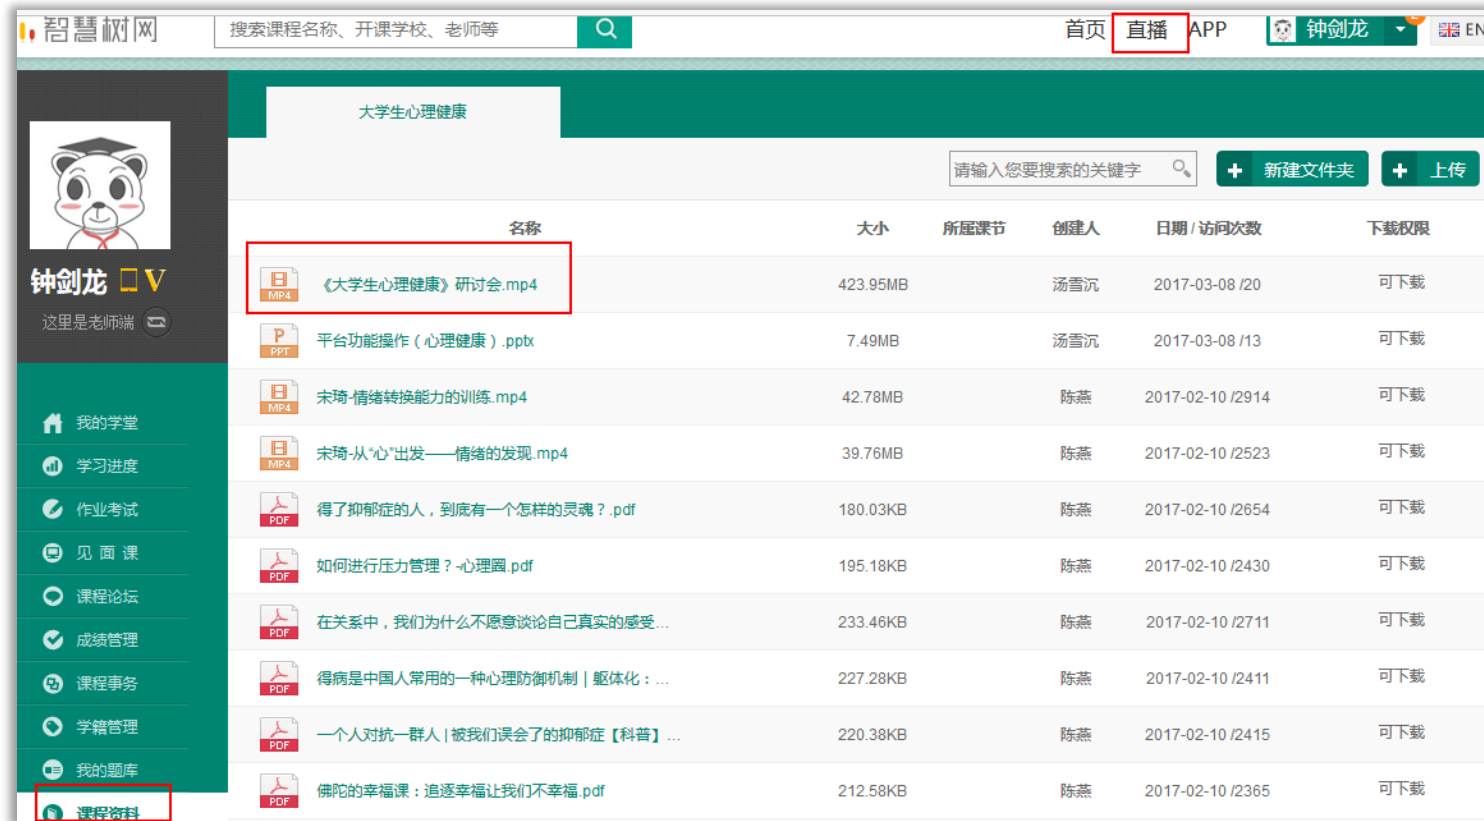 智慧树网 搜索课程名称、开课学校、老师等 首页 直播 APP 钟剑龙 EN
大学生心理健康
请输入您要搜索的关键字 + 新建文件夹 + 上传
名称 大小 所属课节 创建人 日期 / 访问次数 下载权限
MP4 《大学生心理健康》研讨会.mp4 423.95MB 汤雪沉 2017-03-08 /20 可下载
P PPT 平台功能操作（心理健康）.pptx 7.49MB 汤雪沉 2017-03-08 /13 可下载
MP4 宋琦-情绪转换能力的训练.mp4 42.78MB 陈燕 2017-02-10 /2914 可下载
MP4 宋琦-从“心”出发——情绪的发现.mp4 39.76MB 陈燕 2017-02-10 /2523 可下载
PDF 得了抑郁症的人，到底有一个怎样的灵魂？.pdf 180.03KB 陈燕 2017-02-10 /2654 可下载
PDF 如何进行压力管理？-心理圈.pdf 195.18KB 陈燕 2017-02-10 /2430 可下载
PDF 在关系中，我们为什么不愿意谈论自己真实的感受... 233.46KB 陈燕 2017-02-10 /2711 可下载
PDF 得病是中国人常用的一种心理防御机制 | 躯体化：... 227.28KB 陈燕 2017-02-10 /2411 可下载
PDF 一个人对抗一群人 | 被我们误会了的抑郁症【科普】... 220.38KB 陈燕 2017-02-10 /2415 可下载
PDF 佛陀的幸福课：追逐幸福让我们不幸福.pdf 212.58KB 陈燕 2017-02-10 /2365 可下载
钟剑龙 V
这里是老师端
我的学堂
学习进度
作业考试
见面课
课程论坛
成绩管理
课程事务
学籍管理
我的题库
课程资料